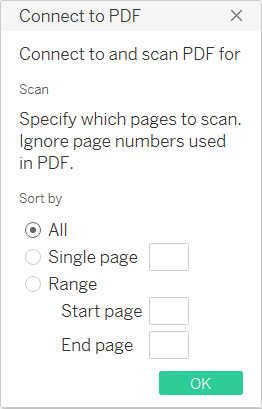 Connect to PDF
Connect to and scan PDF for
Scan
Specify which pages to scan.
Ignore page numbers used
in PDF.
Sort by
All
Single page
Range
Start page
End page
OK